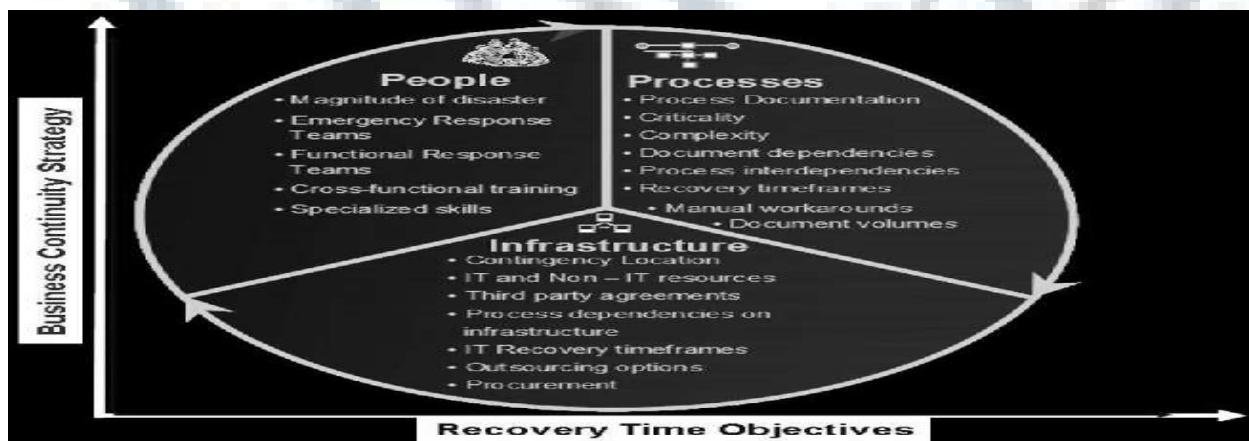 Business Continuity Strategy
People
• Magnitude of disaster
• Emergency Response
Teams
• Functional Response
Teams
• Cross-functional training
• Specialized skills
Processes
• Process Documentation
• Criticality
• Complexity
• Document dependencies
• Process interdependencies
• Recovery timeframes
• Manual workarounds
• Document volumes
Infrastructure
• Contingency Location
• IT and Non – IT resources
• Third party agreements
• Process dependencies on
infrastructure
• IT Recovery timeframes
• Outsourcing options
• Procurement
Recovery Time Objectives